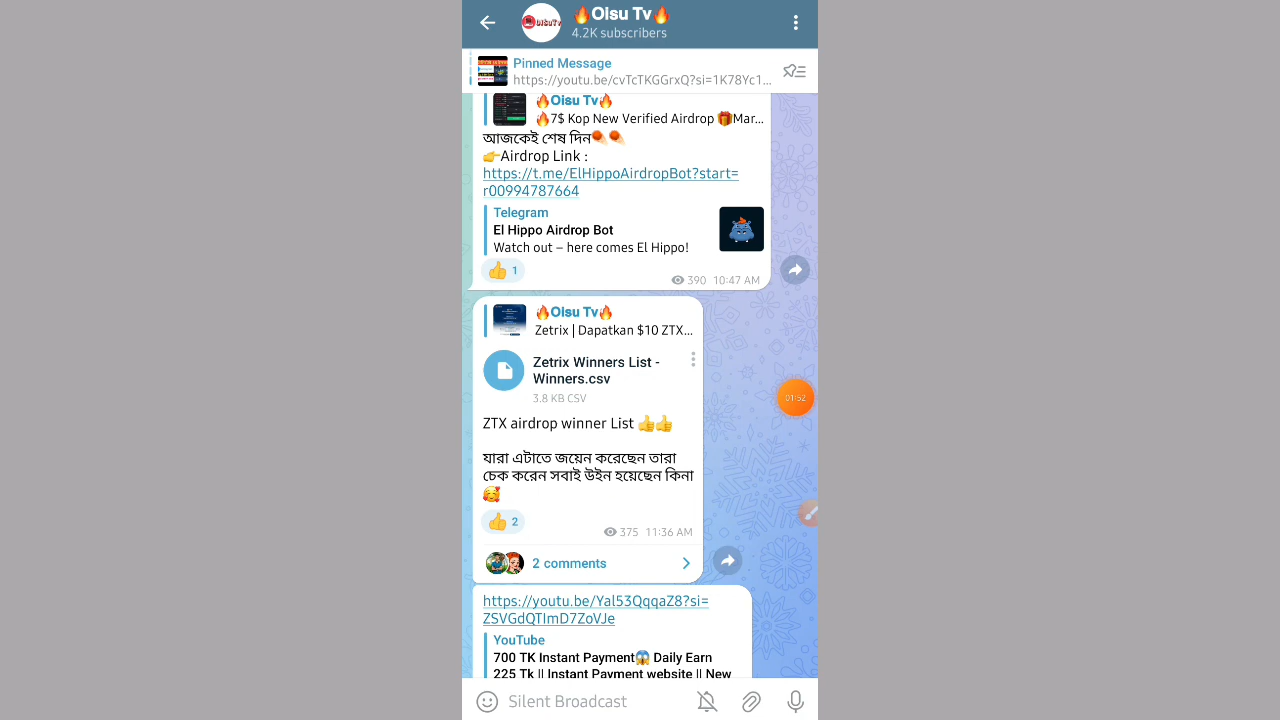 🔥Oisu Tv🔥
4.2K subscribers
Pinned Message
https://youtu.be/cvTcTKGGrxQ?si=1K78Yc1...
🔥Oisu Tv🔥
🔥7$ Kop New Verified Airdrop 🎁Mar...
আজকেই শেষ দিন
👉Airdrop Link :
https://t.me/ElHippoAirdropBot?start=
r00994787664
Telegram
El Hippo Airdrop Bot
Watch out – here comes El Hippo!
👍 1
390 10:47 AM
🔥Oisu Tv🔥
Zetrix | Dapatkan $10 ZTX...
Zetrix Winners List -
Winners.csv
3.8 KB CSV
ZTX airdrop winner List 👍👍
যারা এটাতে জয়েন করেছেন তারা
চেক করেন সবাই উইন হয়েছেন কিনা
🥰
👍 2
375 11:36 AM
2 comments
01:52
https://youtu.be/Yal53QqqaZ8?si=
ZSVGdQTImD7ZoVJe
YouTube
700 TK Instant Payment😱 Daily Earn
225 Tk || Instant Payment website || New
Silent Broadcast